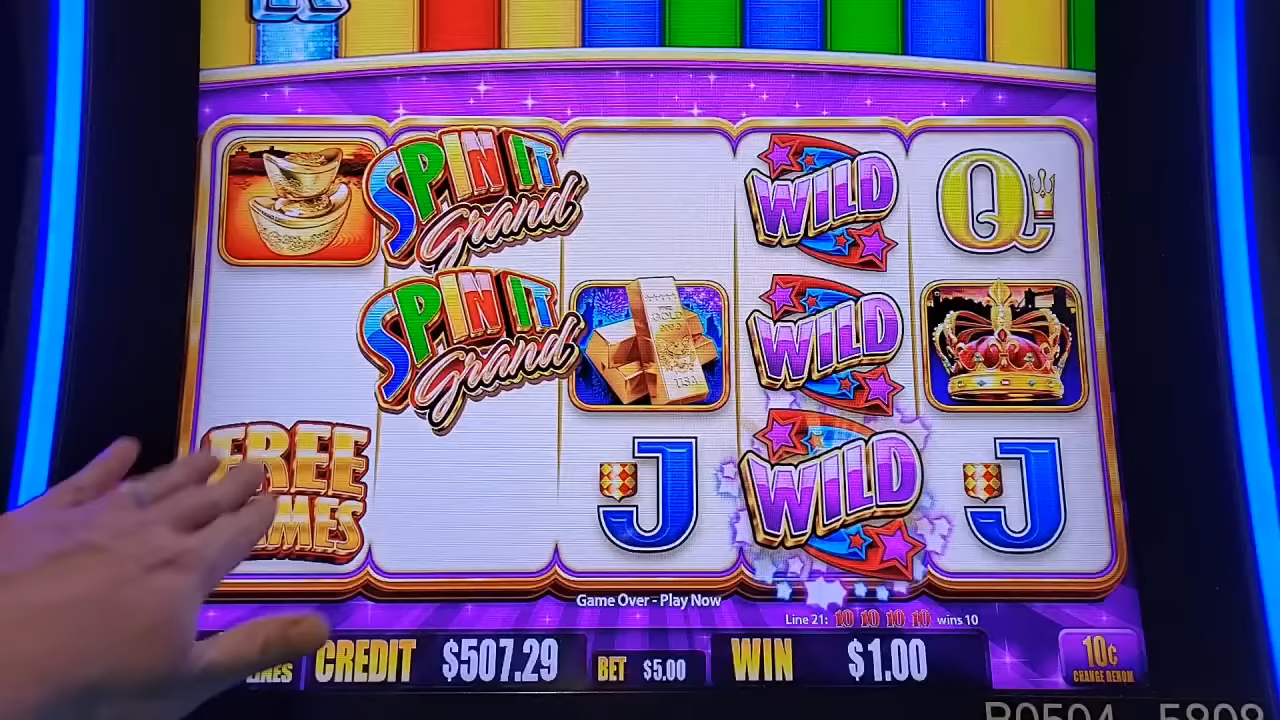 SPIN IT
Grand
WILD
Q
SPIN IT
Grand
GOLD
WILD
FREE
J
WILD
J
Game Over - Play Now
Line 21: 10 10 10 10 wins 10
CREDIT $507.29 BET $5.00 WIN $1.00
10¢
CHANGE DENOM